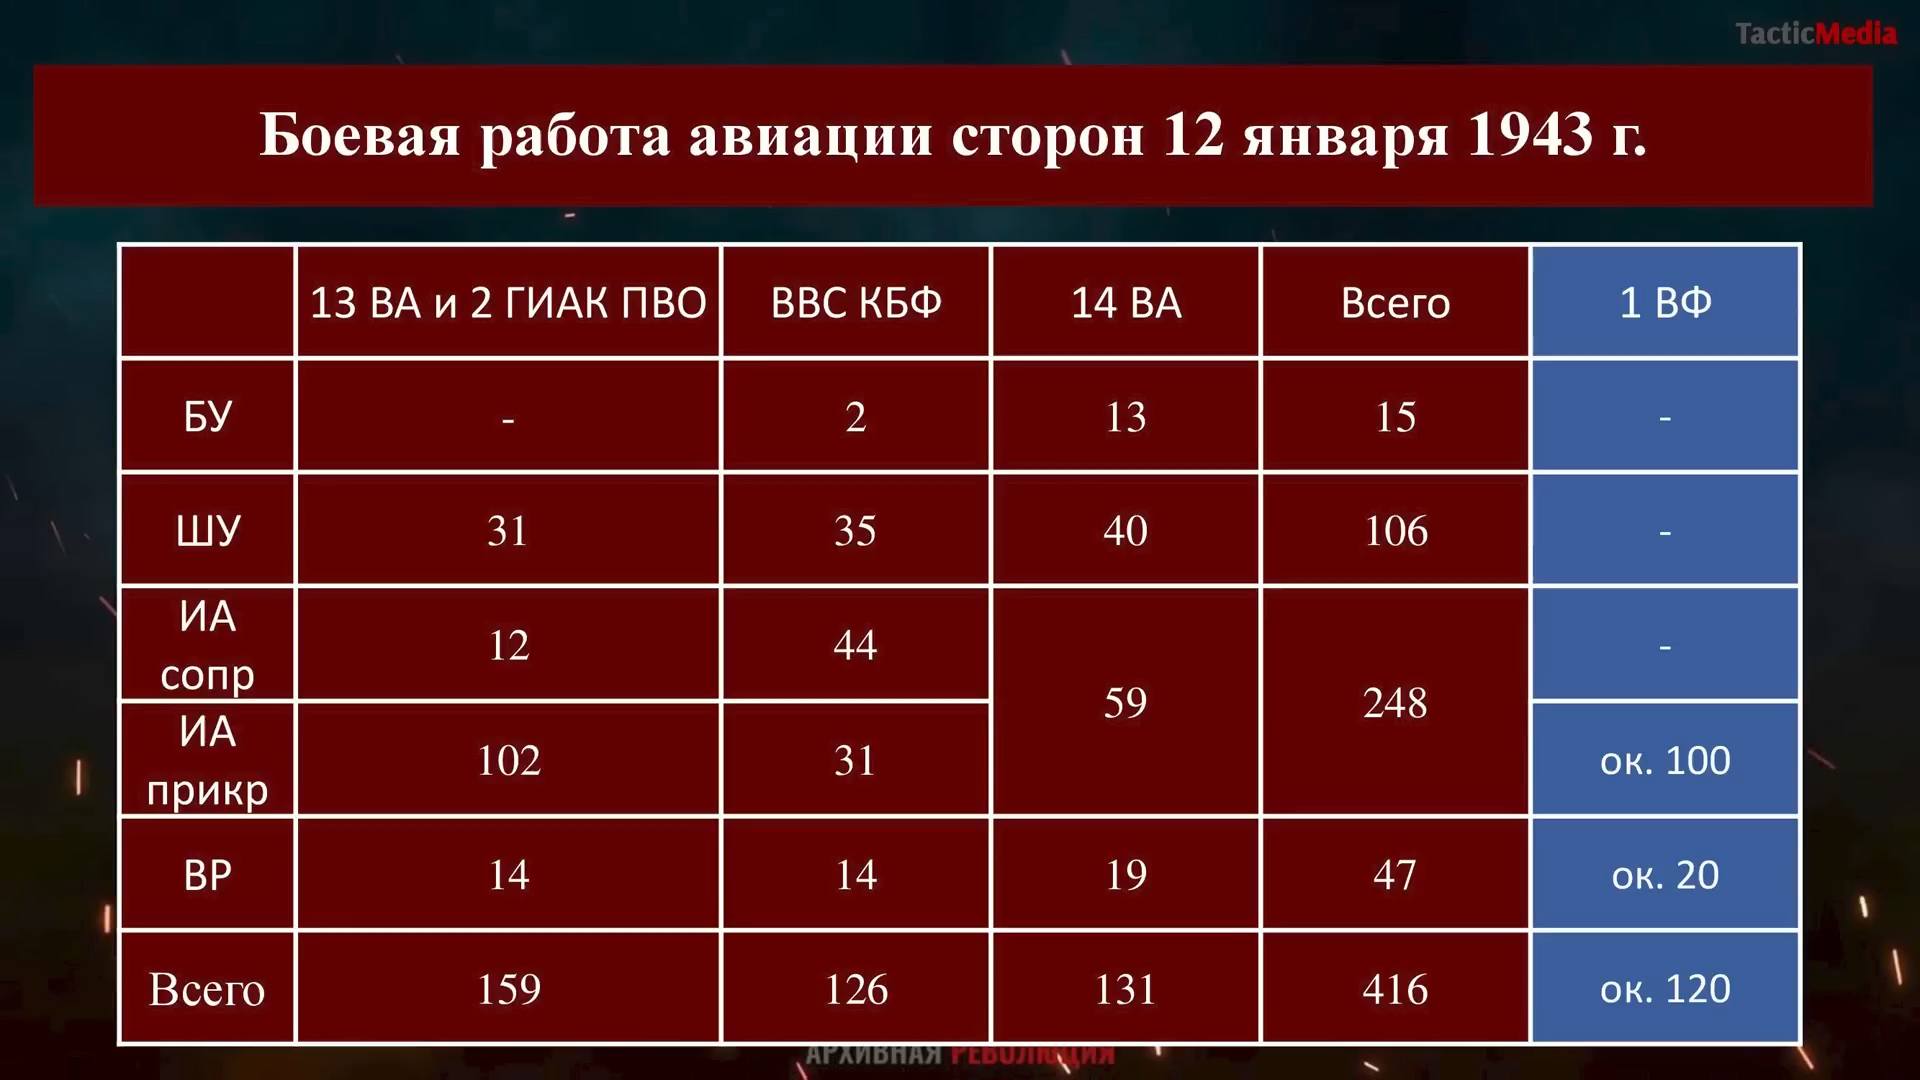 TacticMedia
Боевая работа авиации сторон 12 января 1943 г.
13 ВА и 2 ГИАК ПВО ВВС КБФ 14 ВА Всего 1 ВФ
БУ - 2 13 15 -
ШУ 31 35 40 106 -
ИА
сопр 12 44 59 248 -
ИА
прикр 102 31 ок. 100
ВР 14 14 19 47 ок. 20
Всего 159 126 131 416 ок. 120
АРХИВНАЯ РЕВОЛЮЦИЯ